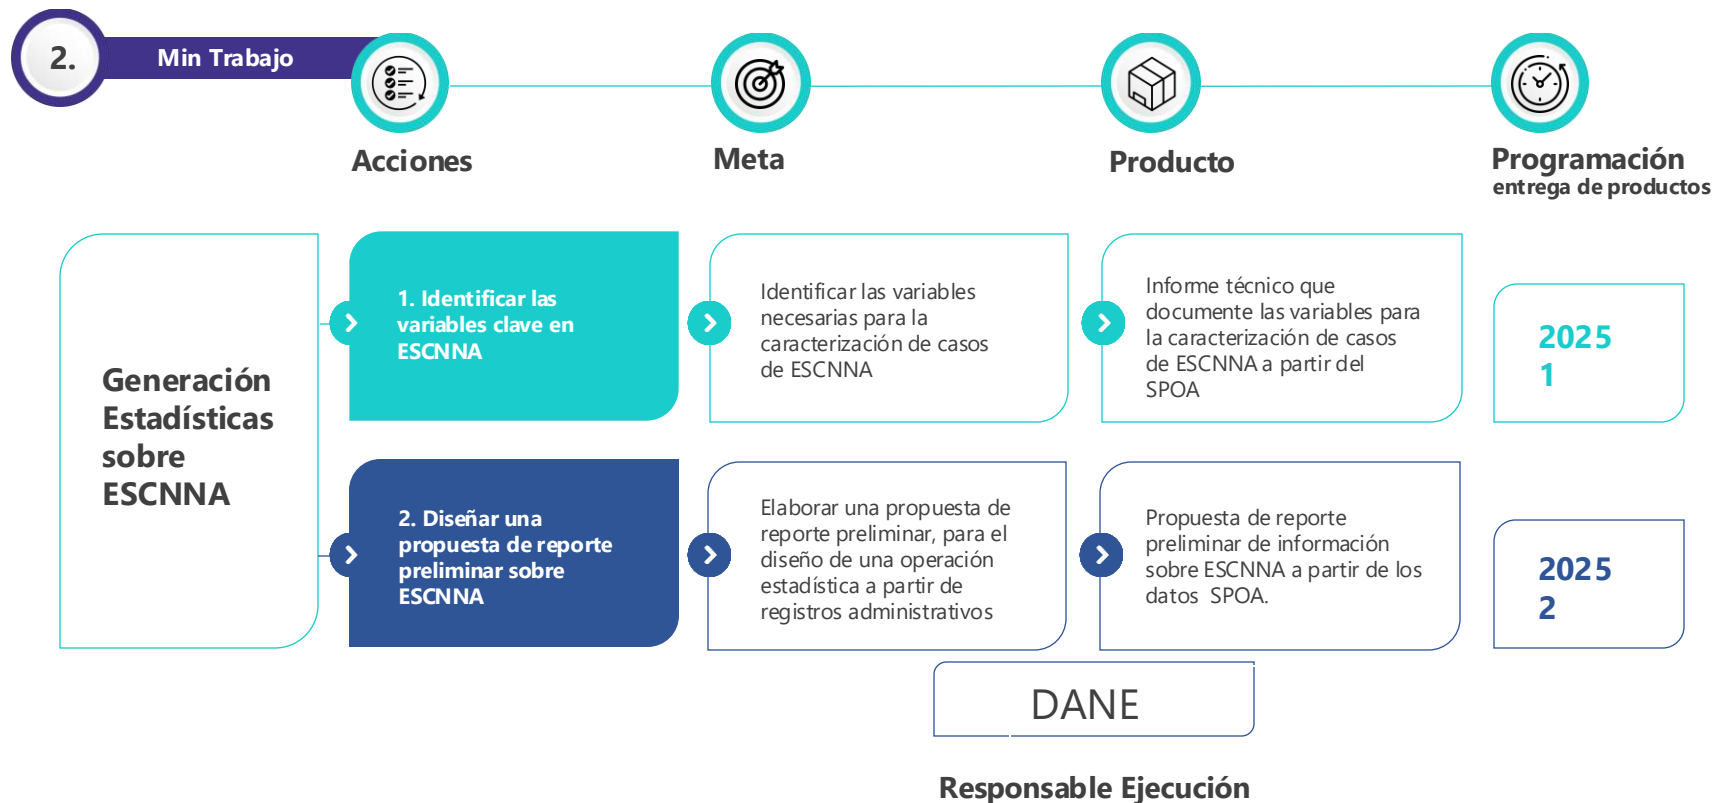 2.
Min Trabajo
Acciones
Meta
Producto
Programación
entrega de productos
Generación
Estadísticas
sobre
ESCNNA
1. Identificar las
variables clave en
ESCNNA
Identificar las variables
necesarias para la
caracterización de casos
de ESCNNA
Informe técnico que
documente las variables para
la caracterización de casos
de ESCNNA a partir del
SPOA
2025
1
2. Diseñar una
propuesta de reporte
preliminar sobre
ESCNNA
Elaborar una propuesta de
reporte preliminar, para el
diseño de una operación
estadística a partir de
registros administrativos
Propuesta de reporte
preliminar de información
sobre ESCNNA a partir de los
datos SPOA.
2025
2
DANE
Responsable Ejecución